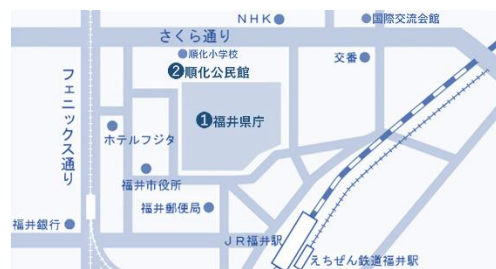 NHK
国際交流会館
さくら通り
順化小学校
交番
❷順化公民館
フェニックス通り
❶福井県庁
ホテルフジタ
福井市役所
福井郵便局
福井銀行
JR福井駅
えちぜん鉄道福井駅